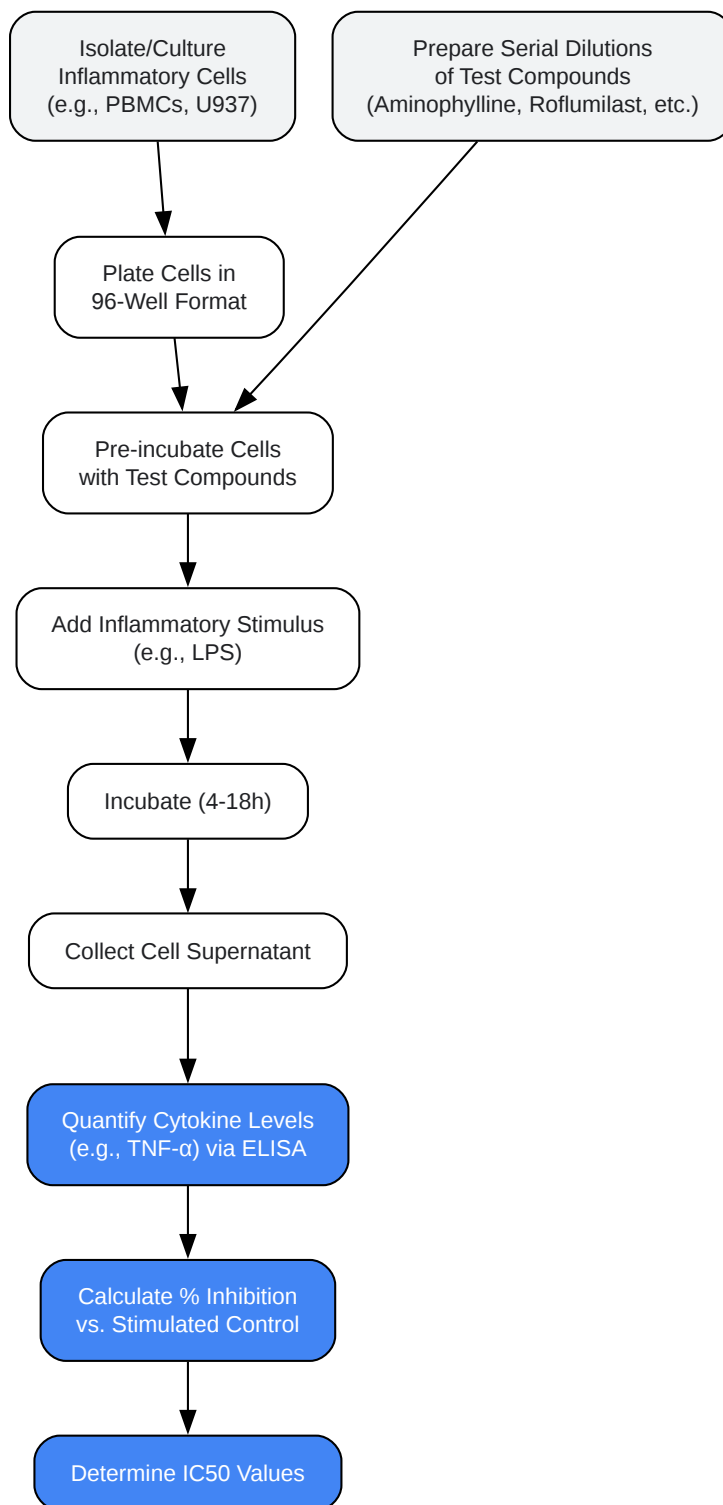 Isolate/Culture
Inflammatory Cells
(e.g., PBMCs, U937)
Prepare Serial Dilutions
of Test Compounds
(Aminophylline, Roflumilast, etc.)
Plate Cells in
96-Well Format
Pre-incubate Cells
with Test Compounds
Add Inflammatory Stimulus
(e.g., LPS)
Incubate (4-18h)
Collect Cell Supernatant
Quantify Cytokine Levels
(e.g., TNF-α) via ELISA
Calculate % Inhibition
vs. Stimulated Control
Determine IC50 Values